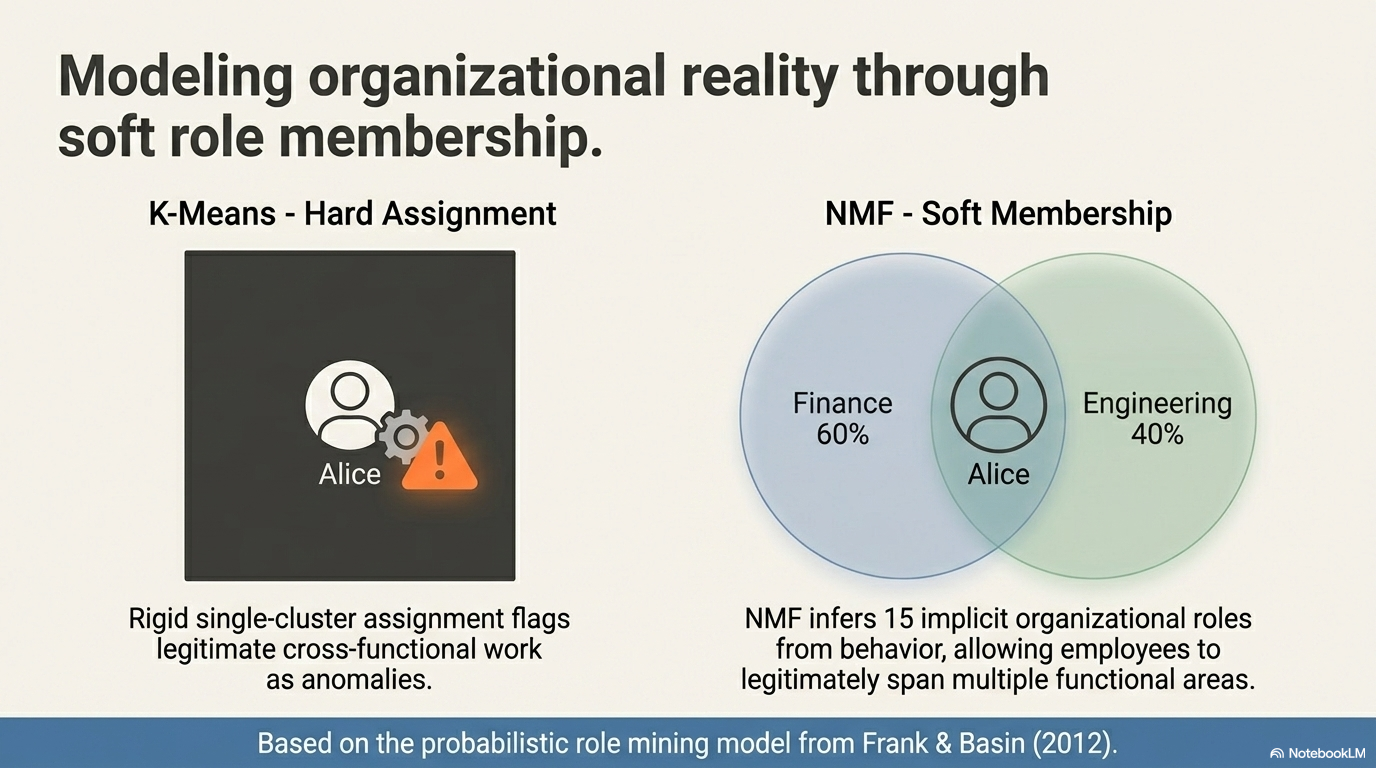 Modeling organizational reality through
soft role membership.
K-Means - Hard Assignment
Alice
Rigid single-cluster assignment flags
legitimate cross-functional work
as anomalies.
NMF - Soft Membership
Finance
60%
Alice
Engineering
40%
NMF infers 15 implicit organizational roles
from behavior, allowing employees to
legitimately span multiple functional areas.
Based on the probabilistic role mining model from Frank & Basin (2012).
NotebookLM